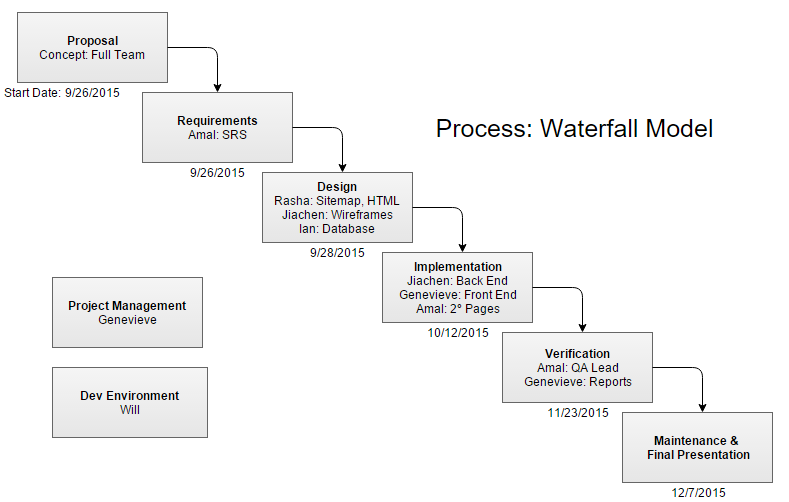 Proposal
Concept: Full Team
Start Date: 9/26/2015
Requirements
Amal: SRS
9/26/2015
Process: Waterfall Model
Design
Rasha: Sitemap, HTML
Jiachen: Wireframes
Ian: Database
9/28/2015
Implementation
Jiachen: Back End
Genevieve: Front End
Amal: 2° Pages
10/12/2015
Project Management
Genevieve
Verification
Amal: QA Lead
Genevieve: Reports
11/23/2015
Dev Environment
Will
Maintenance &
Final Presentation
12/7/2015